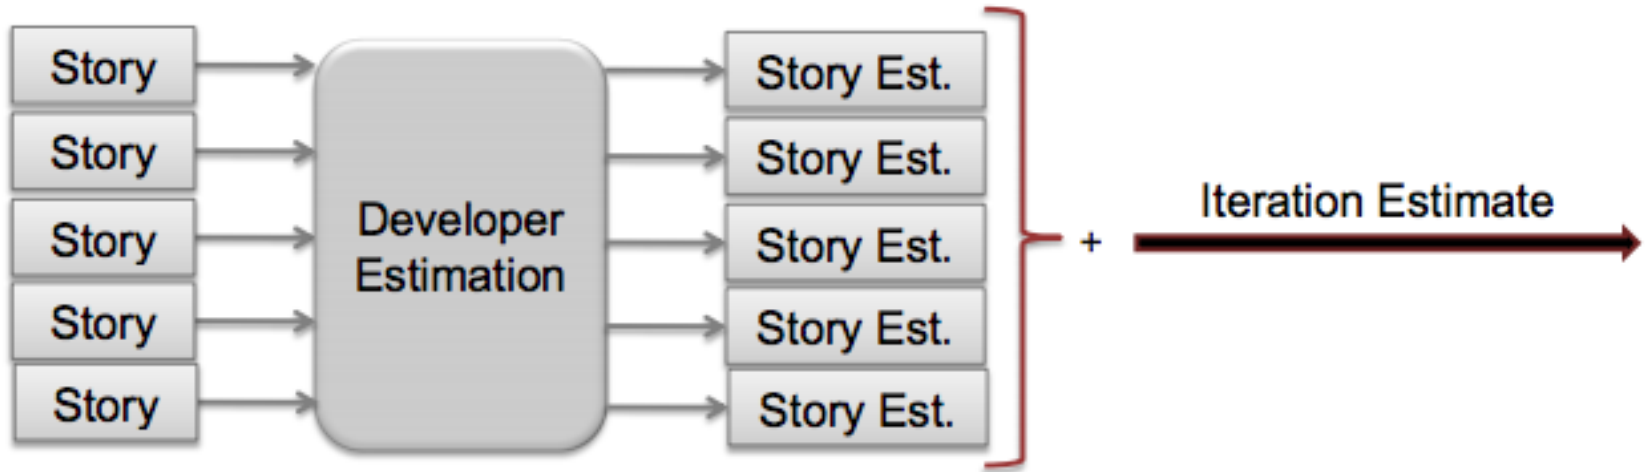 Story
Story
Story
Story
Story
Developer
Estimation
Story Est.
Story Est.
Story Est.
Story Est.
Story Est.
+
Iteration Estimate